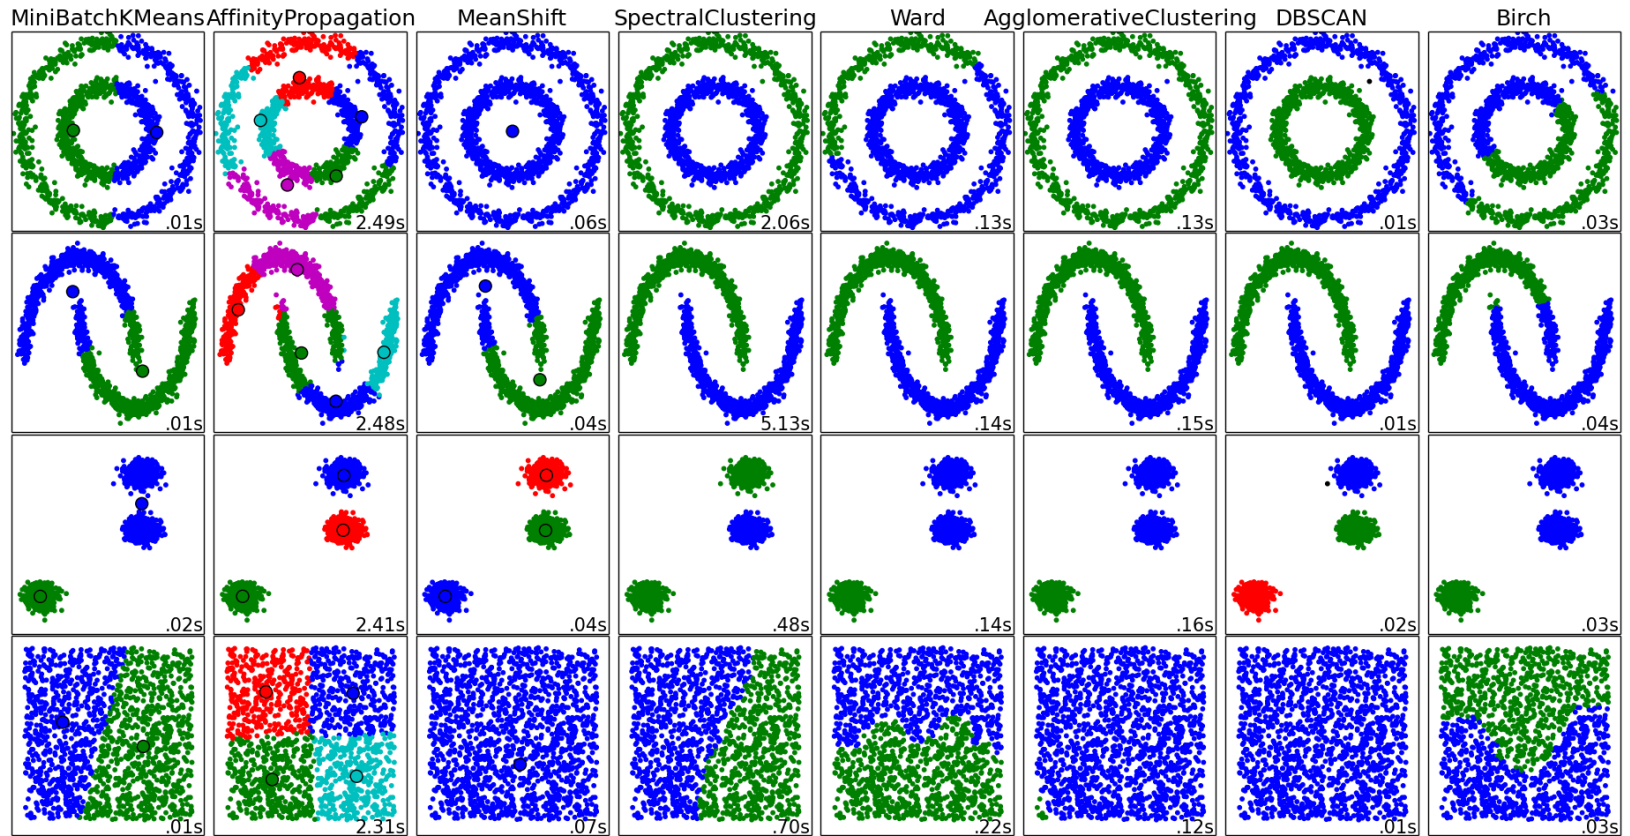 MiniBatchKMeans AffinityPropagation MeanShift SpectralClustering Ward AgglomerativeClustering DBSCAN Birch
.01s 2.49s .06s 2.06s .13s .13s .01s .03s
.01s 2.48s .04s 5.13s .14s .15s .01s .04s
.02s 2.41s .04s .48s .14s .16s .02s .03s
.01s 2.31s .07s .70s .22s .12s .01s .03s